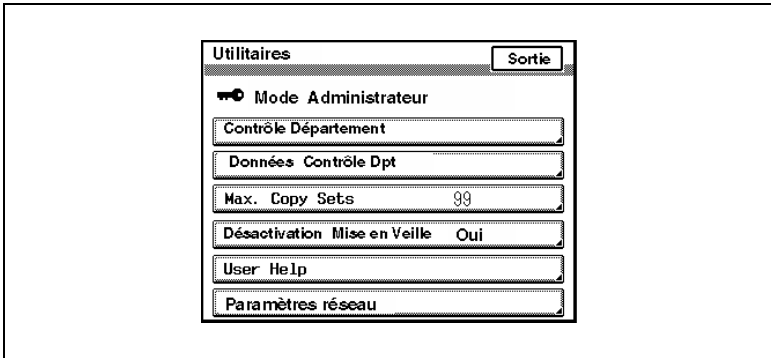 Utilitaires
Sortie
Mode Administrateur
Contrôle Département
Données Contrôle Dpt
Max. Copy Sets 99
Désactivation Mise en Veille Oui
User Help
Paramètres réseau